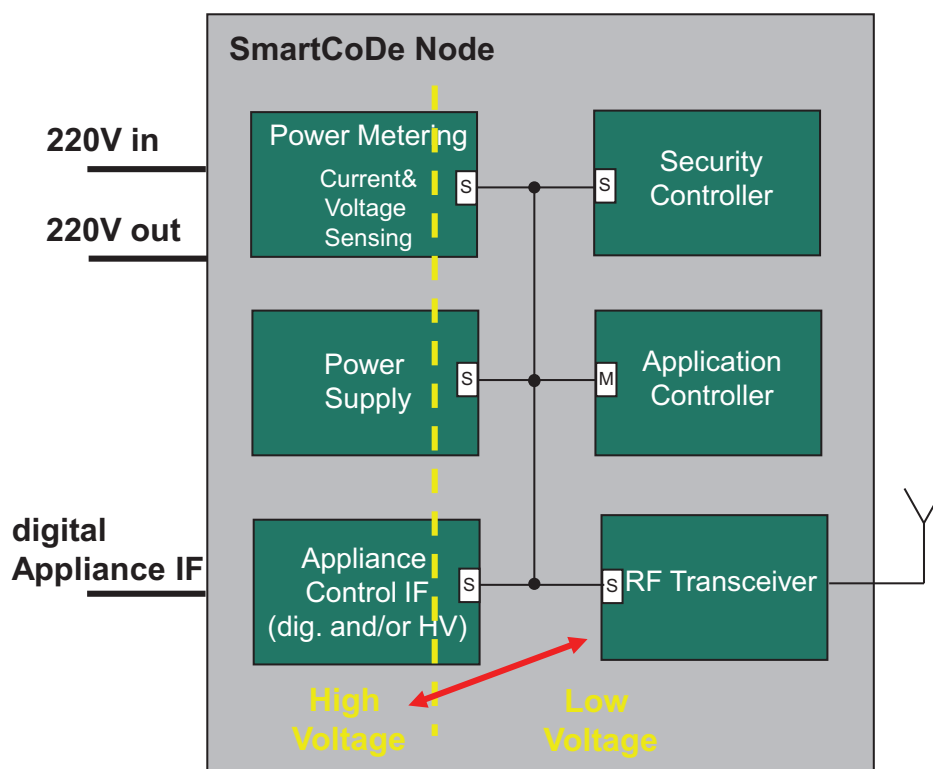 SmartCoDe Node
220V in
220V out
Power Metering
Current&
Voltage
Sensing
S
S
Security
Controller
Power
Supply
S
M
Application
Controller
digital
Appliance IF
Appliance
Control IF
(dig. and/or HV)
S
S
RF Transceiver
High
Voltage
Low
Voltage